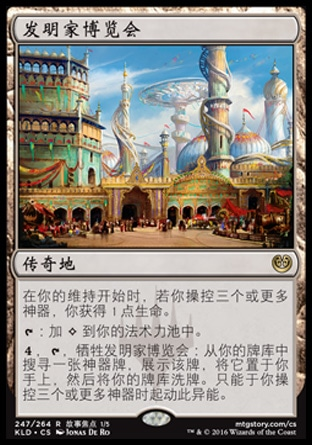 发明家博览会
传奇地
在你的维持开始时，若你操控三个或更多
神器，你获得 1 点生命。
：加 到你的法术力池中。
4，，牺牲发明家博览会：从你的牌库中
搜寻一张神器牌，展示该牌，将它置于你
手上，然后将你的牌库洗牌。只能于你操控
三个或更多神器时起动此异能。
247/264 R 故事焦点 1/5
mtgstory.com/cs
KLD • CS JONAS DE RO
™ & © 2016 Wizards of the Coast